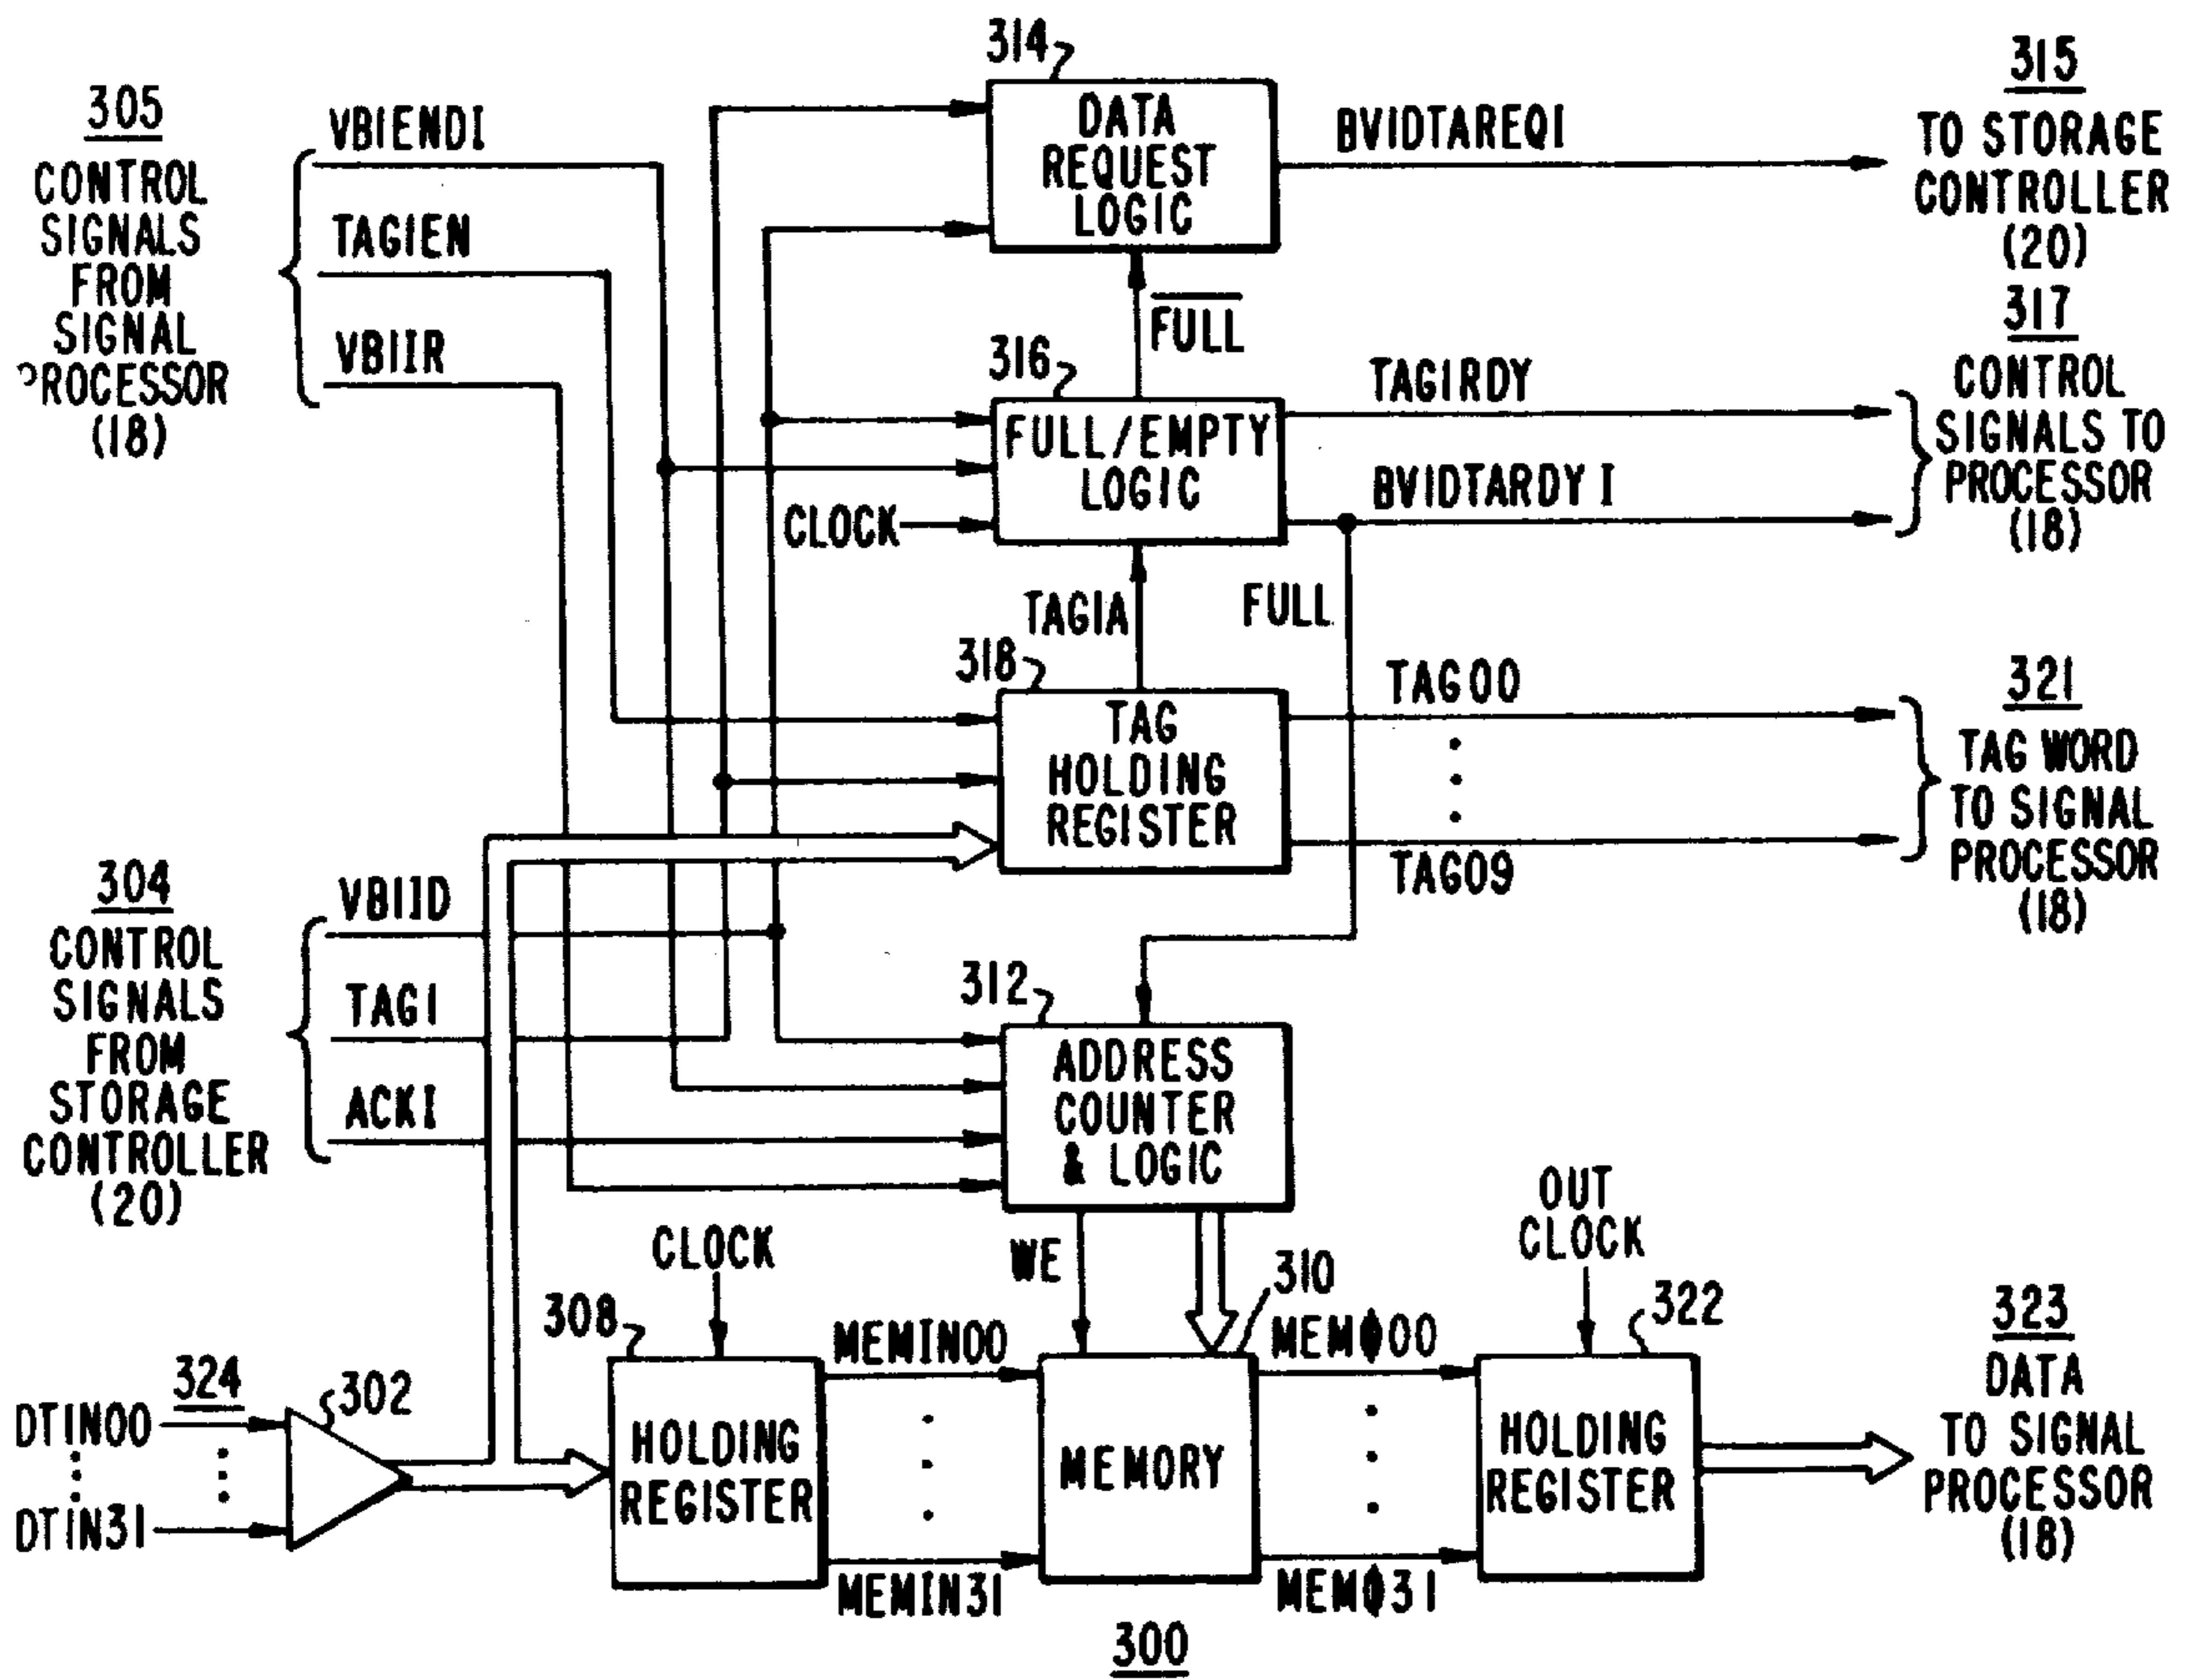 305
CONTROL
SIGNALS
FROM
SIGNAL
PROCESSOR
(18)
VBIENDI
TAGIEN
VBIIR
314
DATA
REQUEST
LOGIC
BVIDTAREQI
315
TO STORAGE
CONTROLLER
(20)
FULL
316
FULL/EMPTY
LOGIC
CLOCK
TAGIRDY
BVIDTARDYI
317
CONTROL
SIGNALS TO
PROCESSOR
(18)
TAGIA
FULL
318
TAG
HOLDING
REGISTER
TAG00
TAG09
321
TAG WORD
TO SIGNAL
PROCESSOR
(18)
304
CONTROL
SIGNALS
FROM
STORAGE
CONTROLLER
(20)
VBIID
TAGI
ACKI
312
ADDRESS
COUNTER
& LOGIC
WE
310
CLOCK
308
HOLDING
REGISTER
324
302
DTIN00
DTIN31
MEMIN00
MEMIN31
MEMORY
MEMϕ00
MEMϕ31
OUT
CLOCK
322
HOLDING
REGISTER
323
DATA
TO SIGNAL
PROCESSOR
(18)
300